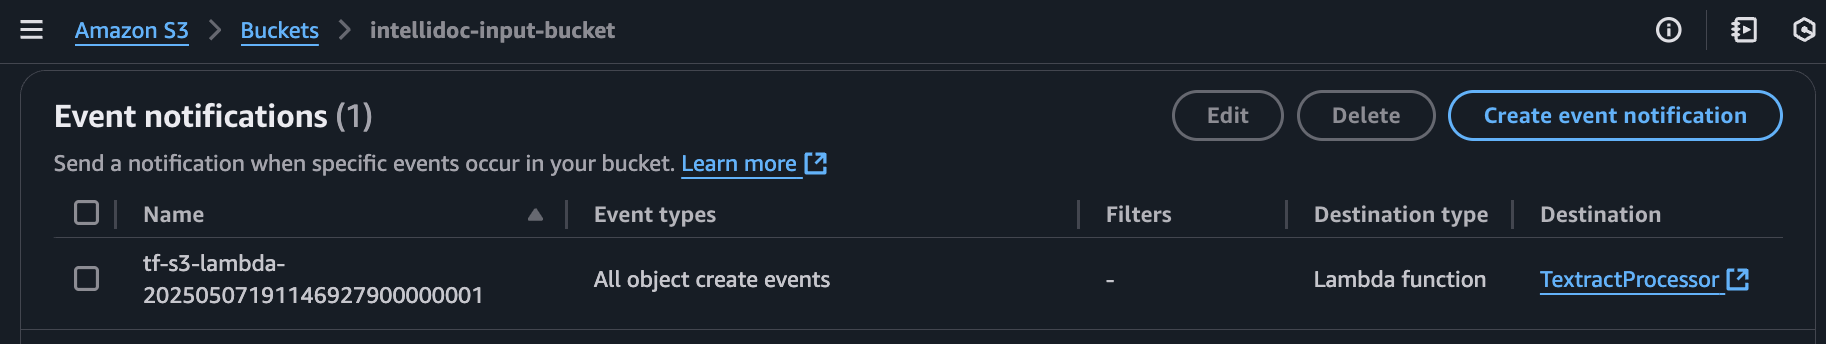 Amazon S3 > Buckets > intellidoc-input-bucket
Event notifications (1)
Edit
Delete
Create event notification
Send a notification when specific events occur in your bucket. Learn more
Name
Event types
Filters
Destination type
Destination
tf-s3-lambda-
20250507191146927900000001
All object create events
-
Lambda function
TextractProcessor